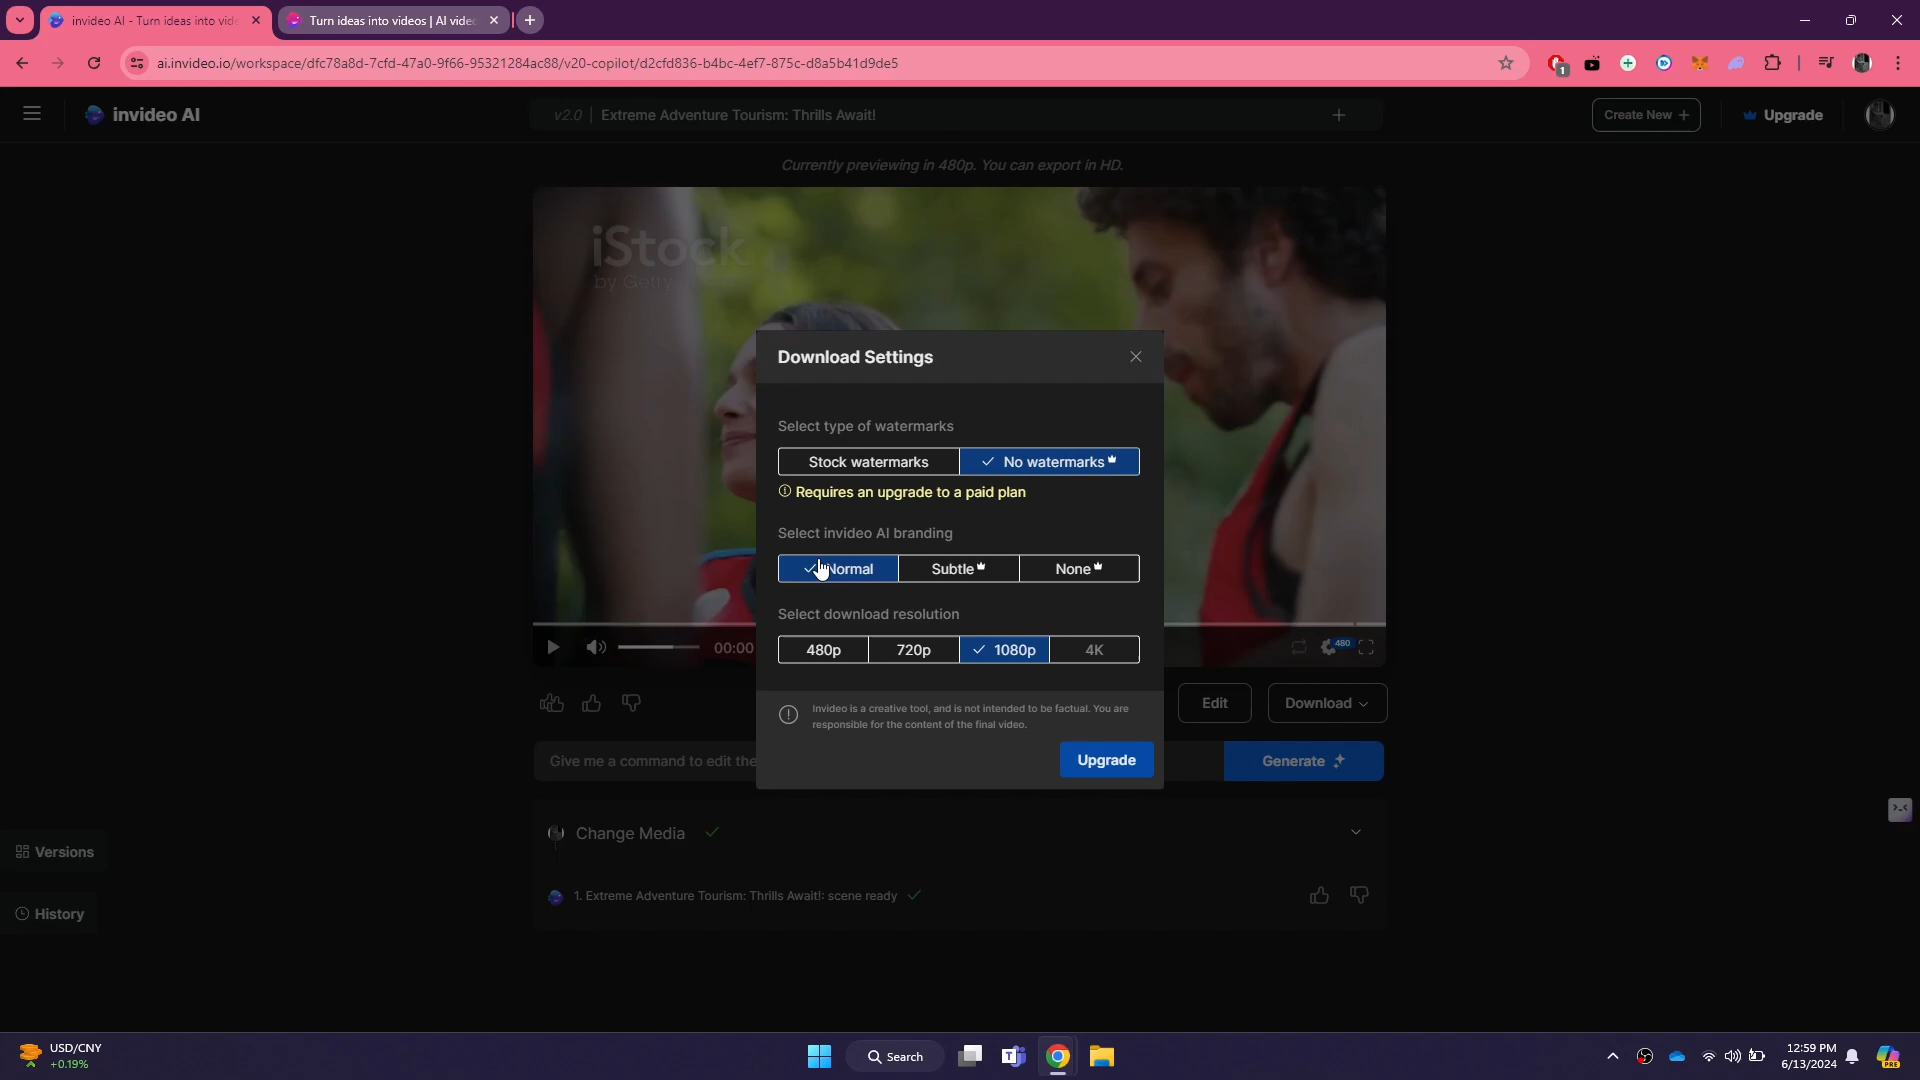 invideo AI - Turn ideas into vide
Turn ideas into videos | AI vide
ai.invideo.io/workspace/dfc78a8d-7cfd-47a0-9f66-95321284ac88/v20-copilot/d2cfd836-b4bc-4ef7-875c-d8a5b41d9de5
1
invideo AI
v2.0 | Extreme Adventure Tourism: Thrills Await!
Create New +
Upgrade
Currently previewing in 480p. You can export in HD.
iStock
by Getty
Download Settings
Select type of watermarks
Stock watermarks
No watermarks
Requires an upgrade to a paid plan
Select invideo AI branding
Normal
Subtle
None
Select download resolution
480p
720p
1080p
4K
00:00
480
Invideo is a creative tool, and is not intended to be factual. You are
responsible for the content of the final video.
Upgrade
Edit
Download
Give me a command to edit the
Generate
Change Media
1. Extreme Adventure Tourism: Thrills Await!: scene ready
Versions
History
USD/CNY
+0.19%
Search
12:59 PM
6/13/2024
PRE